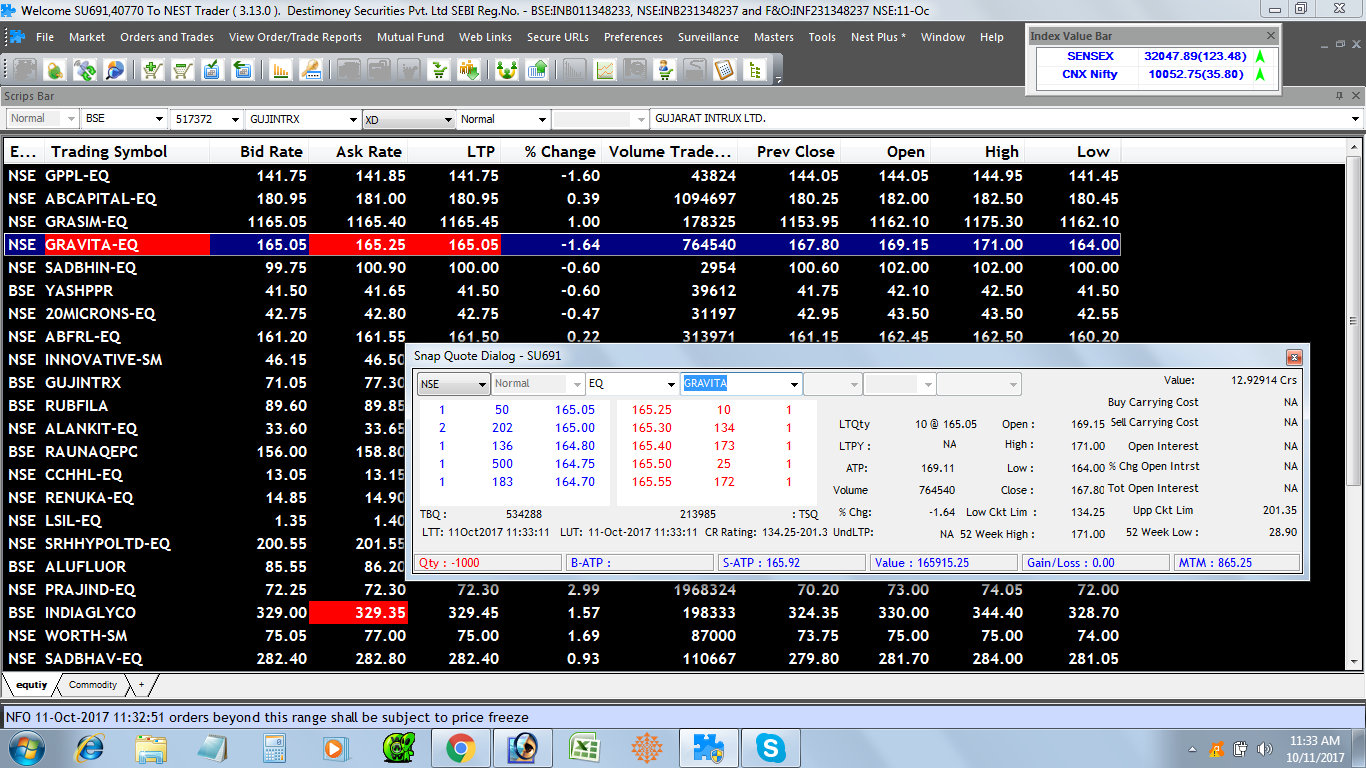 Welcome SU691,40770 To NEST Trader ( 3.13.0 ). Destimoney Securities Pvt. Ltd SEBI Reg.No. - BSE:INB011348233, NSE:INB231348237 and F&O:INF231348237 NSE:11-Oc
File Market Orders and Trades View Order/Trade Reports Mutual Fund Web Links Secure URLs Preferences Surveillance Masters Tools Nest Plus * Window Help
Index Value Bar
SENSEX 32047.89(123.48)
CNX Nifty 10052.75(35.80)
Scrips Bar
Normal BSE 517372 GUJINTRX XD Normal GUJARAT INTRUX LTD.
E... Trading Symbol Bid Rate Ask Rate LTP % Change Volume Trade... Prev Close Open High Low
NSE GPPL-EQ 141.75 141.85 141.75 -1.60 43824 144.05 144.05 144.95 141.45
NSE ABCAPITAL-EQ 180.95 181.00 180.95 0.39 1094697 180.25 182.00 182.50 180.45
NSE GRASIM-EQ 1165.05 1165.40 1165.45 1.00 178325 1153.95 1162.10 1175.30 1162.10
NSE GRAVITA-EQ 165.05 165.25 165.05 -1.64 764540 167.80 169.15 171.00 164.00
NSE SADBHIN-EQ 99.75 100.90 100.00 -0.60 2954 100.60 102.00 102.00 100.00
BSE YASHPPR 41.50 41.65 41.50 -0.60 39612 41.75 42.10 42.50 41.50
NSE 20MICRONS-EQ 42.75 42.80 42.75 -0.47 31197 42.95 43.50 43.50 42.55
NSE ABFRL-EQ 161.20 161.55 161.50 0.22 313971 161.15 162.45 162.40 160.20
NSE INNOVATIVE-SM 46.15 46.50
BSE GUJINTRX 71.05 77.30
BSE RUBFILA 89.60 89.85
NSE ALANKIT-EQ 33.60 33.65
BSE RAUNAQEPC 156.00 158.80
NSE CCHHL-EQ 13.05 13.15
NSE RENUKA-EQ 14.85 14.90
NSE LSIL-EQ 1.35 1.40
NSE SRHHYPOLTD-EQ 200.55 201.55
BSE ALUFLUOR 85.55 86.20
NSE PRAJIND-EQ 72.25 72.30 72.30 2.99 1968324 70.20 73.00 74.05 72.00
BSE INDIAGLYCO 329.00 329.35 329.45 1.57 198333 324.35 330.00 344.40 328.70
NSE WORTH-SM 75.05 77.00 75.00 1.69 87000 73.75 75.00 75.00 74.00
NSE SADBHAV-EQ 282.40 282.80 282.40 0.93 110667 279.80 281.70 284.00 281.05
Snap Quote Dialog - SU691
NSE Normal EQ GRAVITA Value: 12.92914 Crs
1 50 165.05 165.25 10 1
2 202 165.00 165.30 134 1
1 136 164.80 165.40 173 1
1 500 164.75 165.50 25 1
1 183 164.70 165.55 172 1
Buy Carrying Cost NA
LTQty 10 @ 165.05 Open : 169.15 Sell Carrying Cost NA
LTPY : NA High : 171.00 Open Interest NA
ATP: 169.11 Low : 164.00 % Chg Open Intrst NA
Volume 764540 Close : 167.80 Tot Open Interest NA
TBQ : 534288 213985 : TSQ % Chg: -1.64 Low Ckt Lim : 134.25 Upp Ckt Lim 201.35
LTT: 11Oct2017 11:33:11 LUT: 11-Oct-2017 11:33:11 CR Rating: 134.25-201.3 UndLTP: NA 52 Week High : 171.00 52 Week Low : 28.90
Qty : -1000 B-ATP : S-ATP : 165.92 Value : 165915.25 Gain/Loss : 0.00 MTM : 865.25
equtiy Commodity +
NFO 11-Oct-2017 11:32:51 orders beyond this range shall be subject to price freeze
11:33 AM
10/11/2017